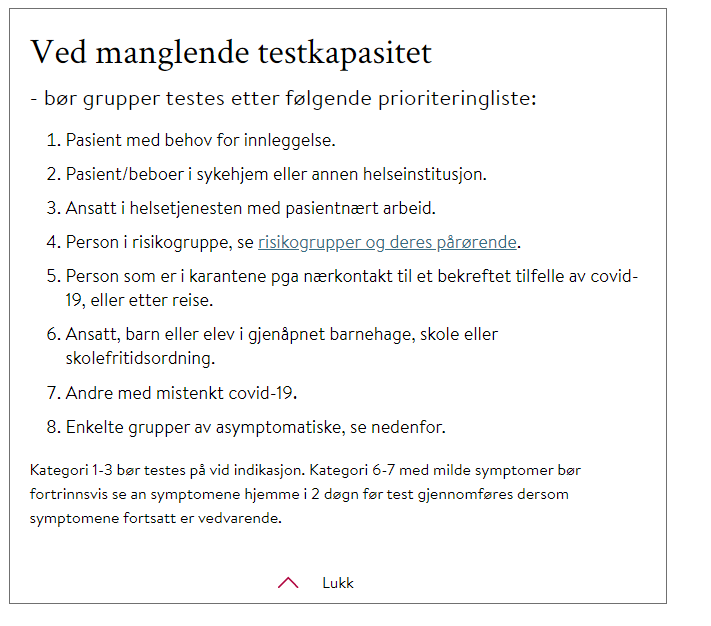 Ved manglende testkapasitet
- bør grupper testes etter følgende prioriteringliste:
1. Pasient med behov for innleggelse.
2. Pasient/beboer i sykehjem eller annen helseinstitusjon.
3. Ansatt i helsetjenesten med pasientnært arbeid.
4. Person i risikogruppe, se risikogrupper og deres pårørende.
5. Person som er i karantene pga nærkontakt til et bekreftet tilfelle av covid-
19, eller etter reise.
6. Ansatt, barn eller elev i gjenåpnet barnehage, skole eller
skolefritidsordning.
7. Andre med mistenkt covid-19.
8. Enkelte grupper av asymptomatiske, se nedenfor.
Kategori 1-3 bør testes på vid indikasjon. Kategori 6-7 med milde symptomer bør
fortrinnsvis se an symptomene hjemme i 2 døgn før test gjennomføres dersom
symptomene fortsatt er vedvarende.
Lukk